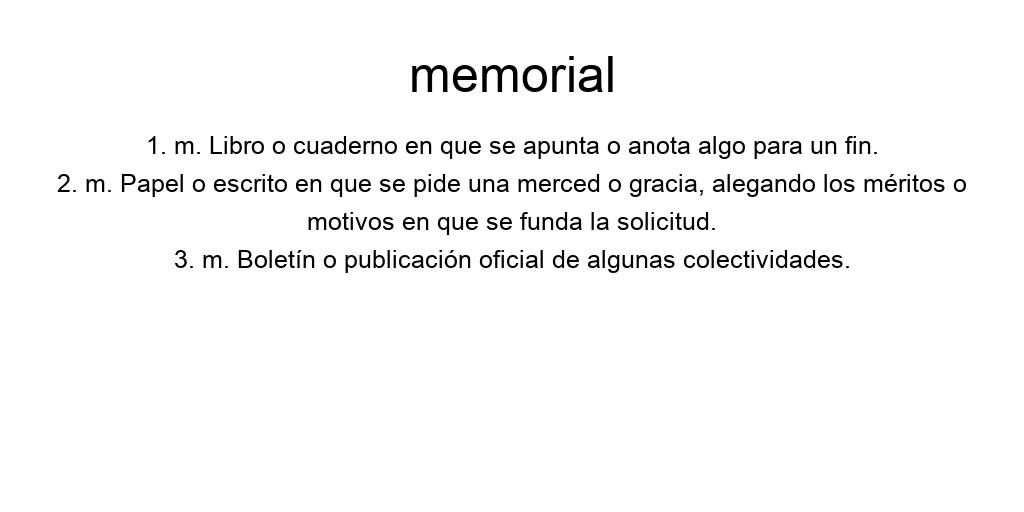 memorial
1. m. Libro o cuaderno en que se apunta o anota algo para un fin.
2. m. Papel o escrito en que se pide una merced o gracia, alegando los méritos o
motivos en que se funda la solicitud.
3. m. Boletín o publicación oficial de algunas colectividades.